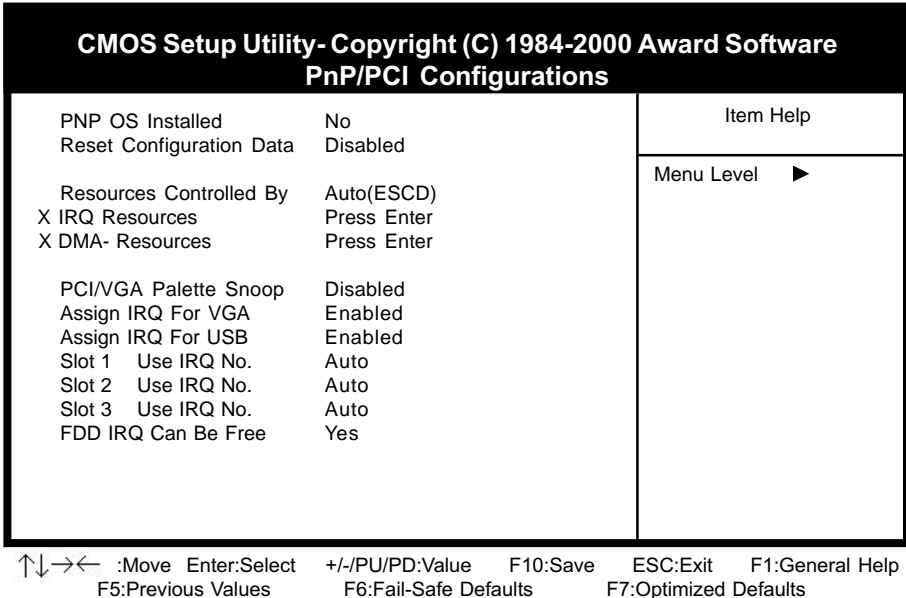 CMOS Setup Utility- Copyright (C) 1984-2000 Award Software
PnP/PCI Configurations
PNP OS Installed No
Reset Configuration Data Disabled
Resources Controlled By Auto(ESCD)
X IRQ Resources Press Enter
X DMA- Resources Press Enter
PCI/VGA Palette Snoop Disabled
Assign IRQ For VGA Enabled
Assign IRQ For USB Enabled
Slot 1 Use IRQ No. Auto
Slot 2 Use IRQ No. Auto
Slot 3 Use IRQ No. Auto
FDD IRQ Can Be Free Yes
Item Help
Menu Level ▶
↑↓→← :Move Enter:Select +/-/PU/PD:Value F10:Save ESC:Exit F1:General Help
F5:Previous Values F6:Fail-Safe Defaults F7:Optimized Defaults